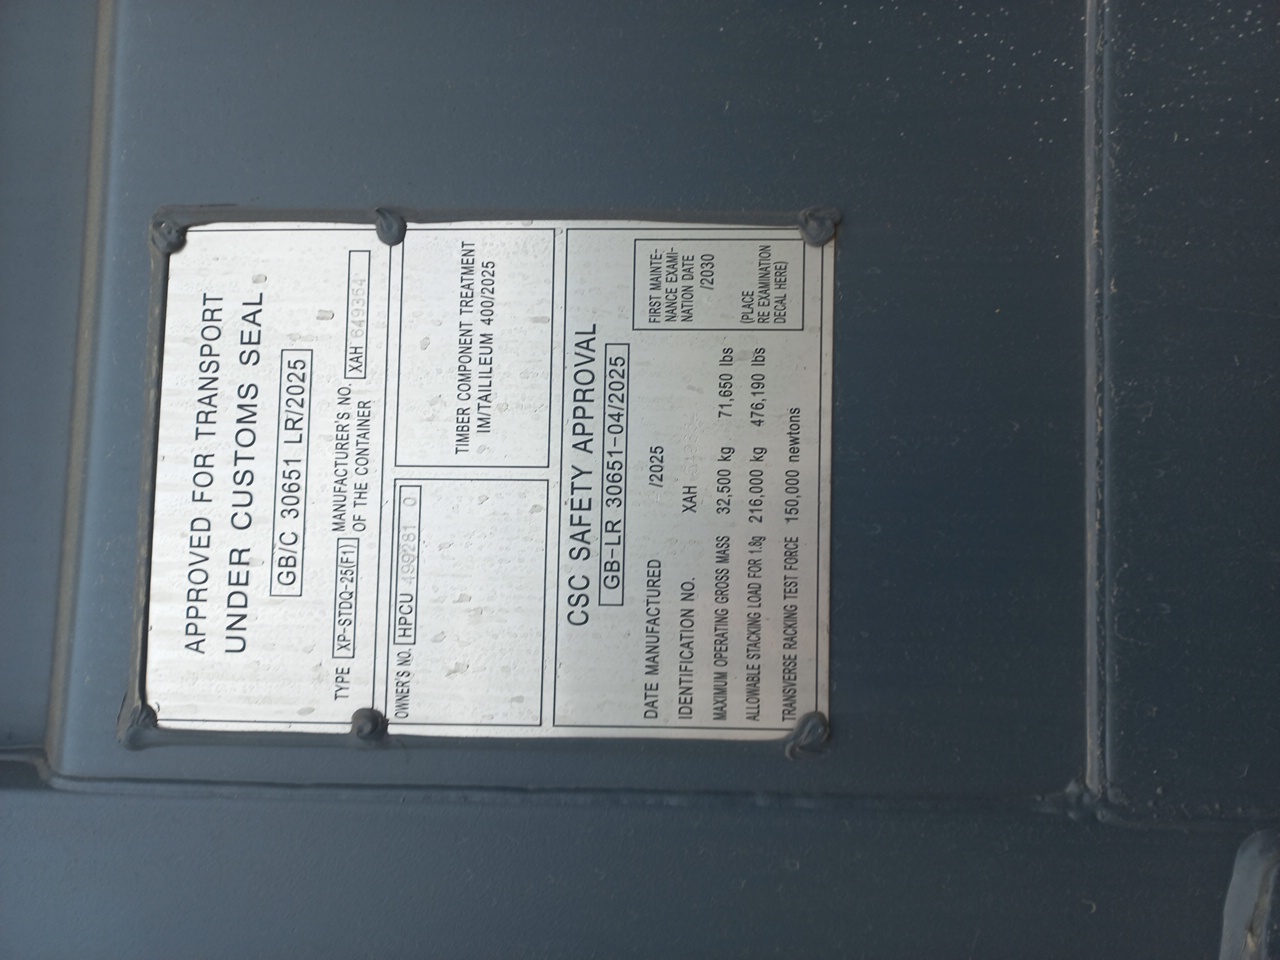 APPROVED FOR TRANSPORT
UNDER CUSTOMS SEAL
GB/C 30651 LR/2025
TYPE XP-STDQ-25(F1) MANUFACTURER'S NO.
OF THE CONTAINER XAH 649364
OWNER'S NO. HPCU 499281 0
TIMBER COMPONENT TREATMENT
IM/TAILILEUM 400/2025
CSC SAFETY APPROVAL
GB-LR 30651-04/2025
DATE MANUFACTURED /2025
IDENTIFICATION NO. XAH
MAXIMUM OPERATING GROSS MASS 32,500 kg 71,650 lbs
ALLOWABLE STACKING LOAD FOR 1.8g 216,000 kg 476,190 lbs
TRANSVERSE RACKING TEST FORCE 150,000 newtons
FIRST MAINTE-
NANCE EXAMI-
NATION DATE
/2030
(PLACE
RE EXAMINATION
DECAL HERE)